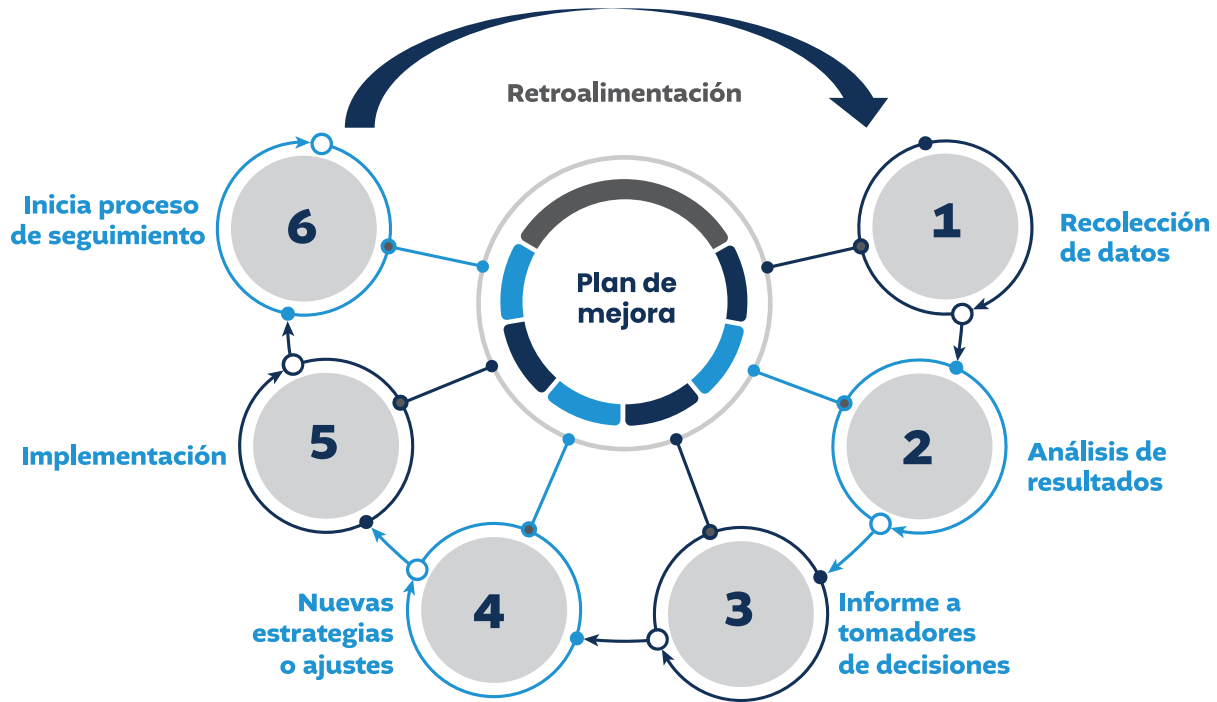 Retroalimentación
Plan de
mejora
1
Recolección
de datos
2
Análisis de
resultados
3
Informe a
tomadores
de decisiones
4
Nuevas
estrategias
o ajustes
5
Implementación
6
Inicia proceso
de seguimiento